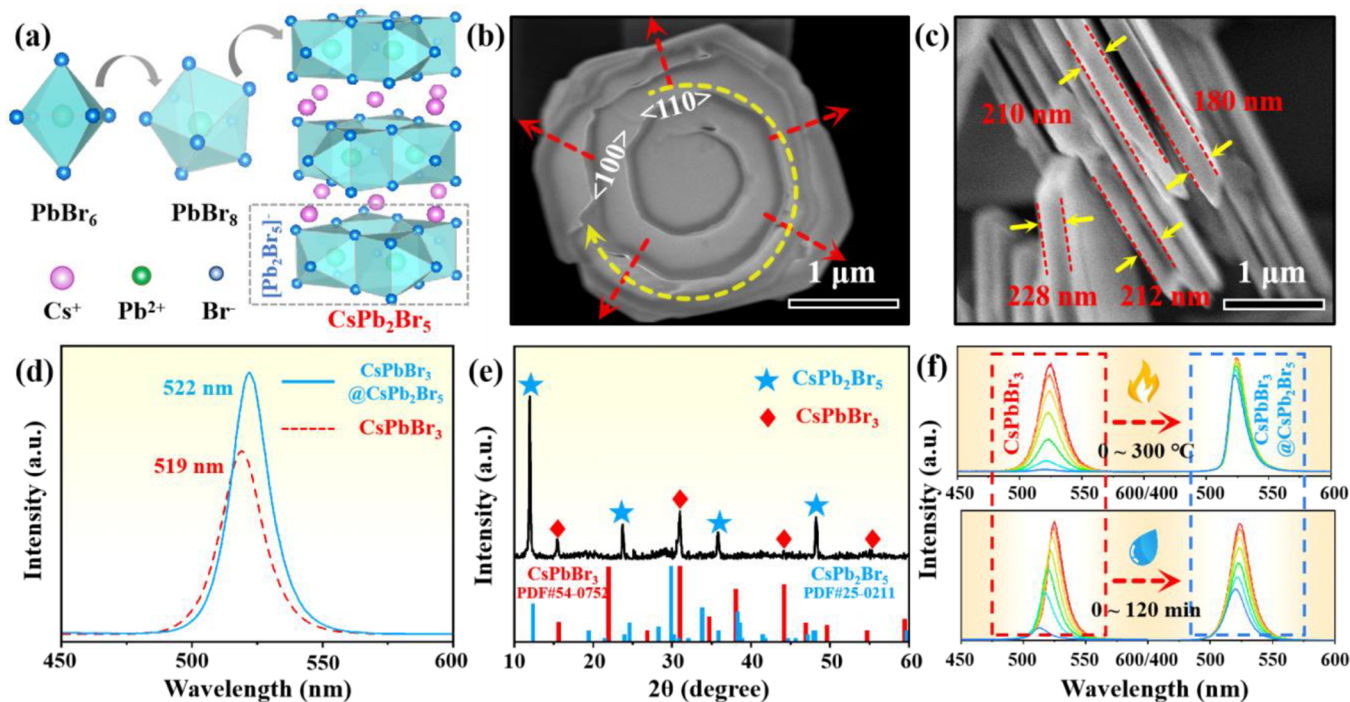 (a)
PbBr6
PbBr8
[Pb2Br5]-
Cs+
Pb2+
Br-
CsPb2Br5
(b)
<110>
<100>
1 μm
(c)
210 nm
180 nm
228 nm
212 nm
1 μm
(d)
522 nm
CsPbBr3
@CsPb2Br5
519 nm
CsPbBr3
Intensity (a.u.)
450
500
550
600
Wavelength (nm)
(e)
CsPb2Br5
CsPbBr3
CsPbBr3
PDF#54-0752
CsPb2Br5
PDF#25-0211
Intensity (a.u.)
10
20
30
40
50
60
2θ (degree)
(f)
CsPbBr3
0 ~ 300 °C
CsPbBr3
@CsPb2Br5
450
500
550
600/400
450
500
550
600
0 ~ 120 min
Intensity (a.u.)
450
500
550
600/400
450
500
550
600
Wavelength (nm)